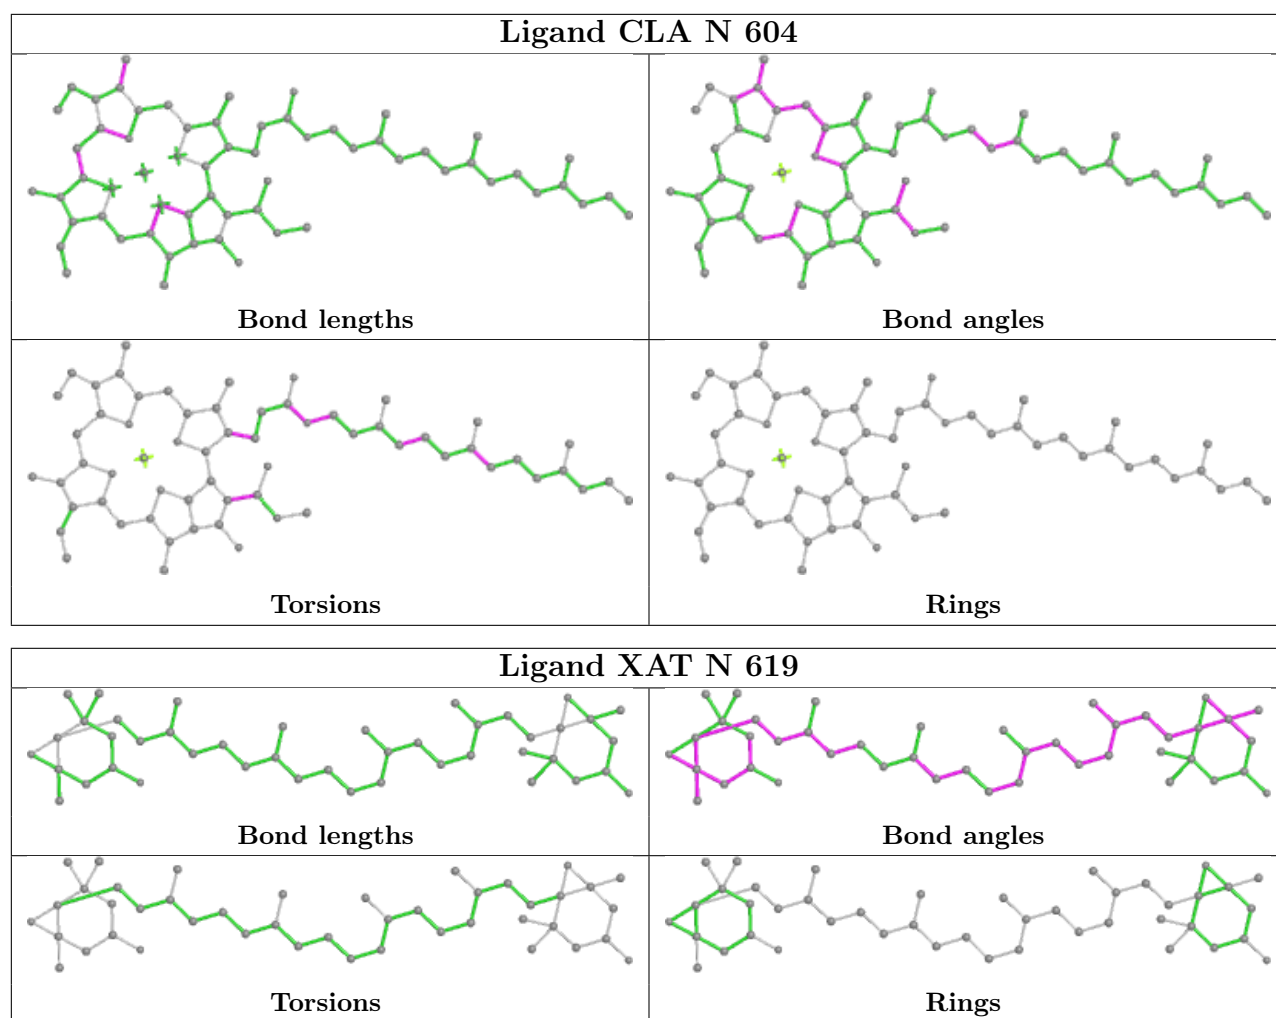 Ligand CLA N 604
Bond lengths
Bond angles
Torsions
Rings
Ligand XAT N 619
Bond lengths
Bond angles
Torsions
Rings